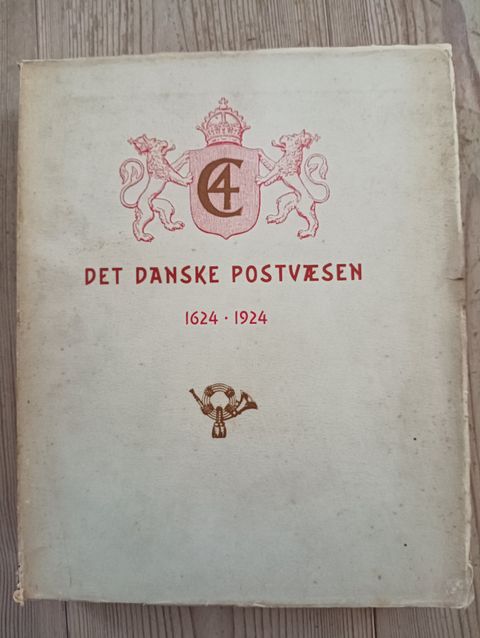 C4
DET DANSKE POSTVÆSEN
1624 · 1924